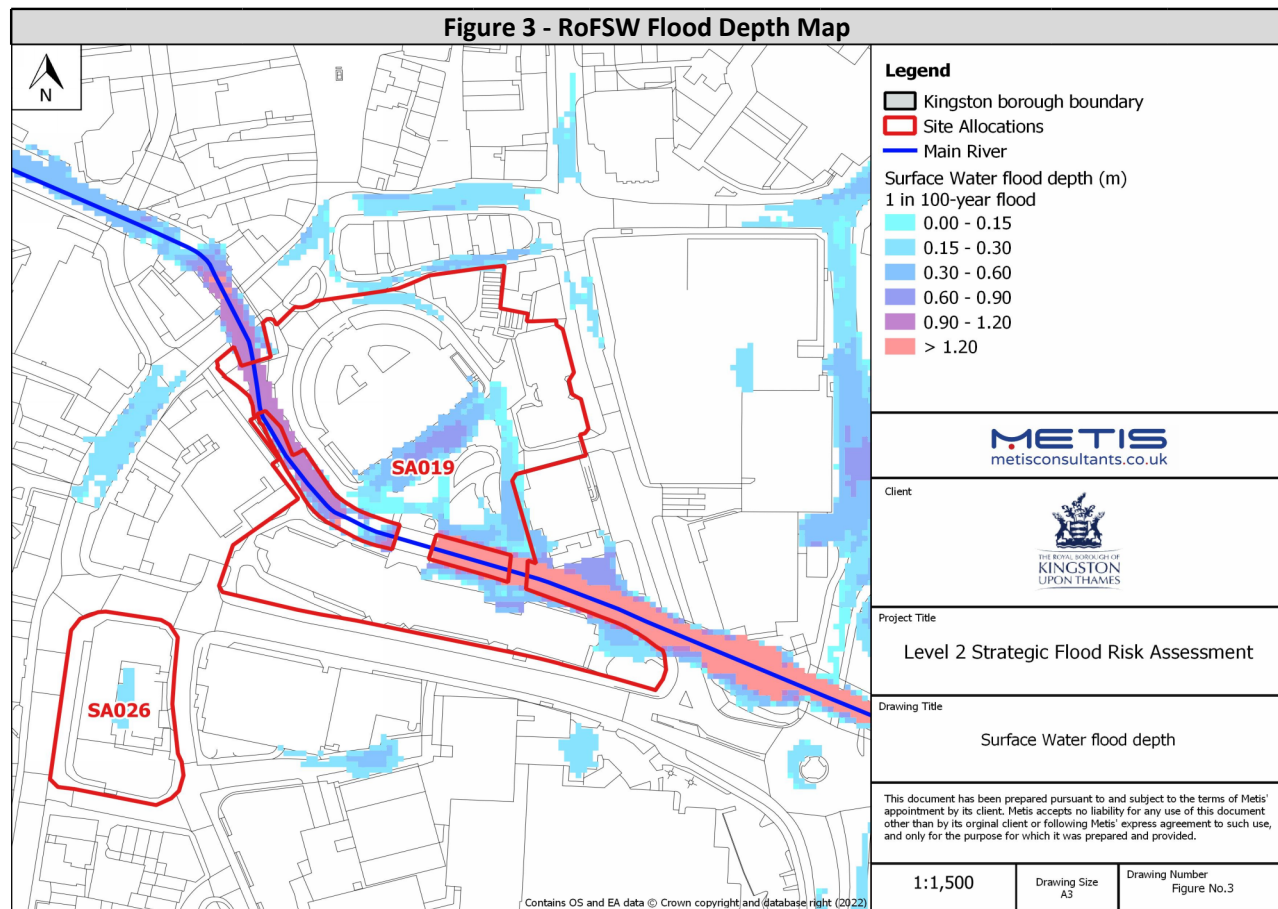 Figure 3 - RoFSW Flood Depth Map
N
SA019
SA026
Contains OS and EA data © Crown copyright and database right (2022)
Legend
Kingston borough boundary
Site Allocations
Main River
Surface Water flood depth (m)
1 in 100-year flood
0.00 - 0.15
0.15 - 0.30
0.30 - 0.60
0.60 - 0.90
0.90 - 1.20
> 1.20
METIS
metisconsultants.co.uk
Client
THE ROYAL BOROUGH OF
KINGSTON
UPON THAMES
Project Title
Level 2 Strategic Flood Risk Assessment
Drawing Title
Surface Water flood depth
This document has been prepared pursuant to and subject to the terms of Metis'
appointment by its client. Metis accepts no liability for any use of this document
other than by its orginal client or following Metis' express agreement to such use,
and only for the purpose for which it was prepared and provided.
1:1,500
Drawing Size
A3
Drawing Number
Figure No.3